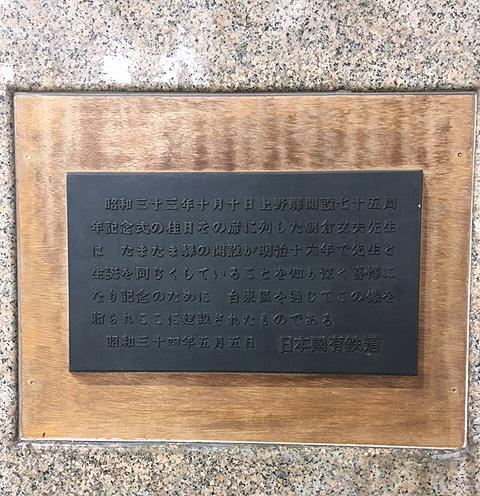 昭和三十三年十月十日上野驛開設七十五周
年記念式の佳日その席に列した朝倉文夫先生
は　たまたま驛の開設が明治十六年で先生と
生誕を同じくしていることを知り深く感慨に
なり記念のために　台東區を通じてこの像を
贈られここに建設されたものである
昭和三十四年五月五日　日本國有鉄道